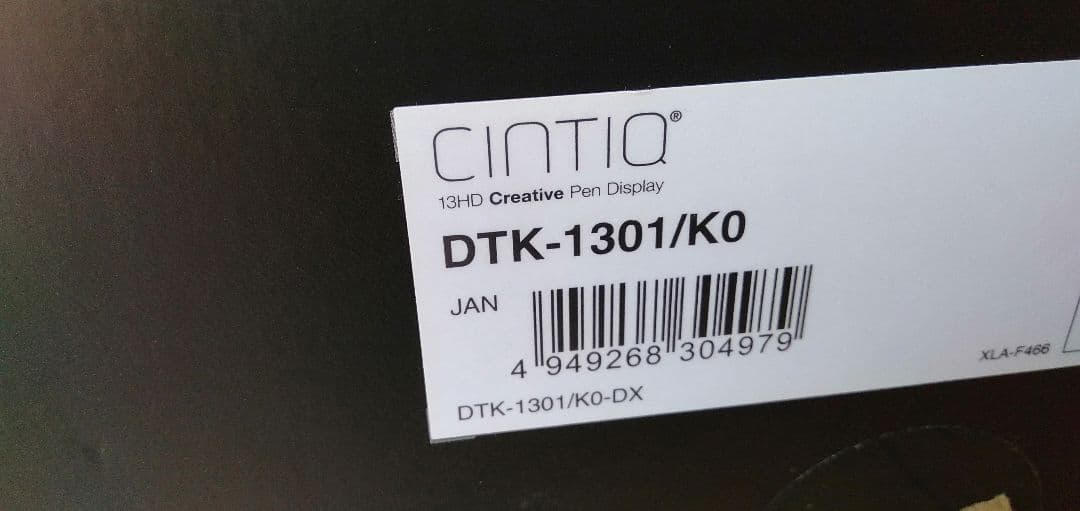 CINTIQ®
13HD Creative Pen Display
DTK-1301/K0
JAN
4 949268 304979
DTK-1301/K0-DX
XLA-F466